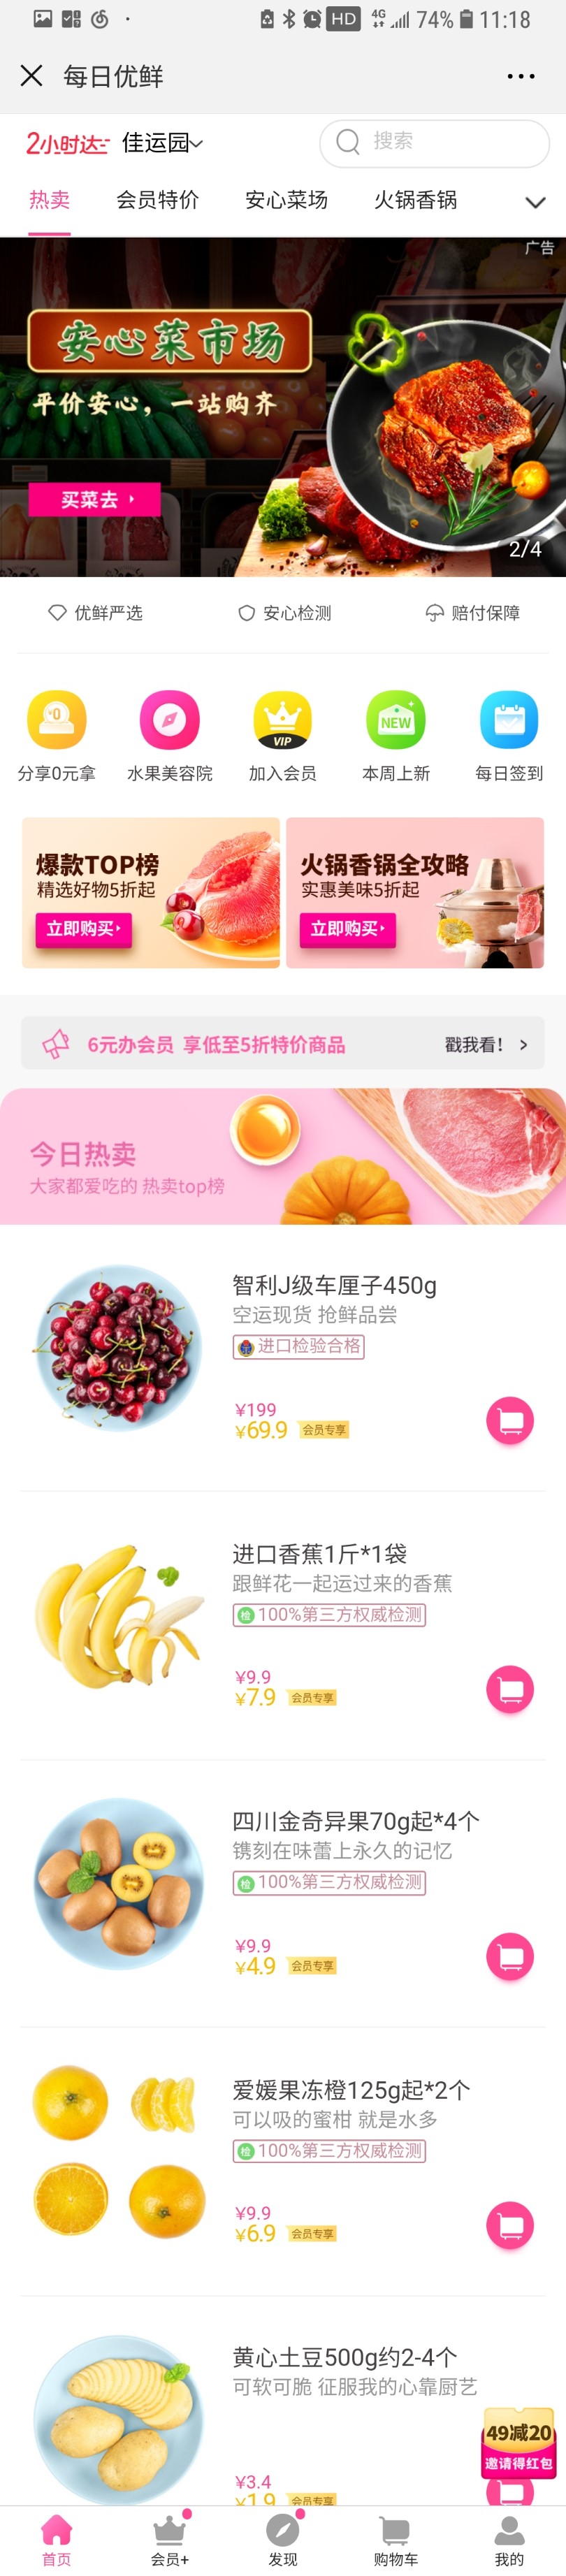 HD 4G 74% 11:18
每日优鲜
2小时达 佳运园 搜索
热卖 会员特价 安心菜场 火锅香锅
广告
安心菜市场
平价安心，一站购齐
买菜去
2/4
优鲜严选 安心检测 赔付保障
0 VIP NEW
分享0元拿 水果美容院 加入会员 本周上新 每日签到
爆款TOP榜 火锅香锅全攻略
精选好物5折起 实惠美味5折起
立即购买 立即购买
6元办会员 享低至5折特价商品 戳我看！
今日热卖
大家都爱吃的 热卖top榜
智利J级车厘子450g
空运现货 抢鲜品尝
进口检验合格
¥199
¥69.9 会员专享
进口香蕉1斤*1袋
跟鲜花一起运过来的香蕉
检 100%第三方权威检测
¥9.9
¥7.9 会员专享
四川金奇异果70g起*4个
镌刻在味蕾上永久的记忆
检 100%第三方权威检测
¥9.9
¥4.9 会员专享
爱媛果冻橙125g起*2个
可以吸的蜜柑 就是水多
检 100%第三方权威检测
¥9.9
¥6.9 会员专享
黄心土豆500g约2-4个
可软可脆 征服我的心靠厨艺
49减20
邀请得红包
¥3.4
¥1.9 会员专享
首页 会员+ 发现 购物车 我的